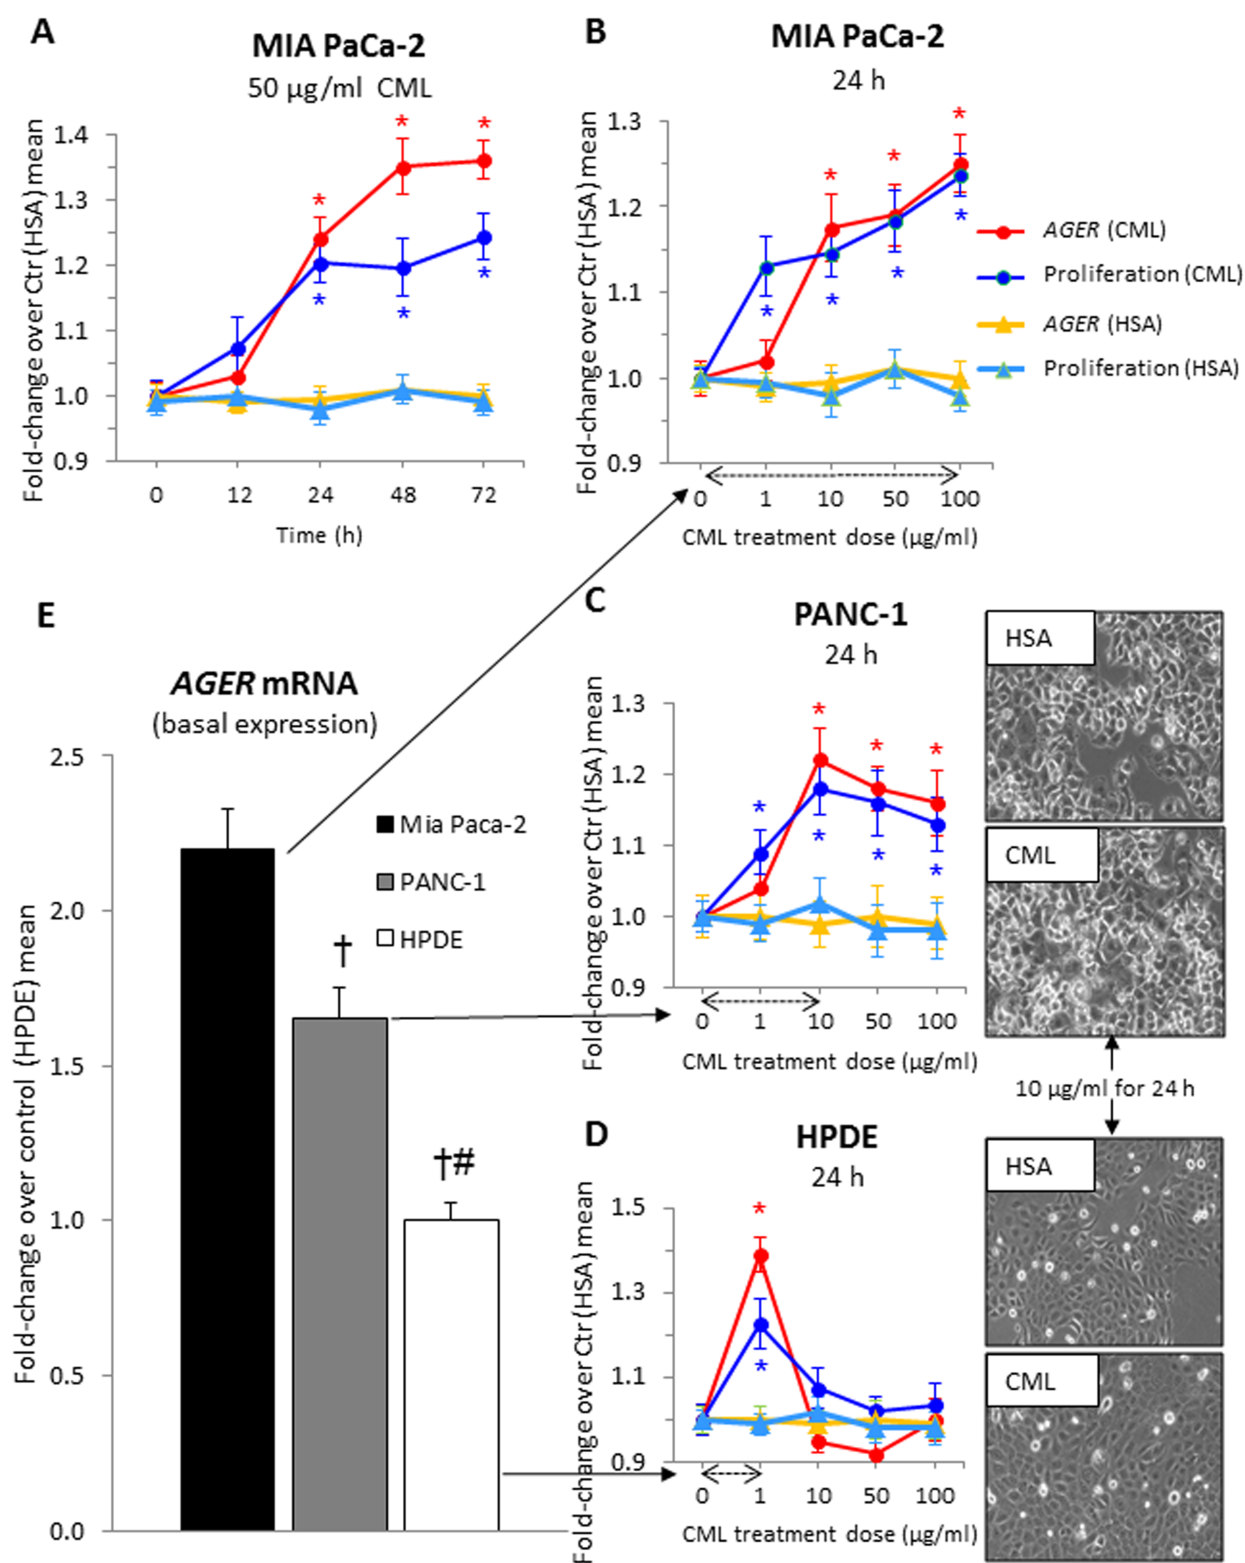 A
MIA PaCa-2
50 µg/ml CML
Fold-change over Ctr (HSA) mean
1.4
1.3
1.2
1.1
1.0
0.9
* * *
* * *
0 12 24 48 72
Time (h)
B
MIA PaCa-2
24 h
Fold-change over Ctr (HSA) mean
1.3
1.2
1.1
1.0
0.9
* * *
* * * *
0 1 10 50 100
CML treatment dose (µg/ml)
AGER (CML)
Proliferation (CML)
AGER (HSA)
Proliferation (HSA)
E
AGER mRNA
(basal expression)
Fold-change over control (HPDE) mean
2.5
2.0
1.5
1.0
0.5
0.0
Mia Paca-2
PANC-1
HPDE
†
†#
C
PANC-1
24 h
Fold-change over Ctr (HSA) mean
1.3
1.2
1.1
1.0
0.9
* * *
* * * *
0 1 10 50 100
CML treatment dose (µg/ml)
HSA
CML
10 µg/ml for 24 h
D
HPDE
24 h
Fold-change over Ctr (HSA) mean
1.5
1.3
1.1
0.9
*
*
0 1 10 50 100
CML treatment dose (µg/ml)
HSA
CML